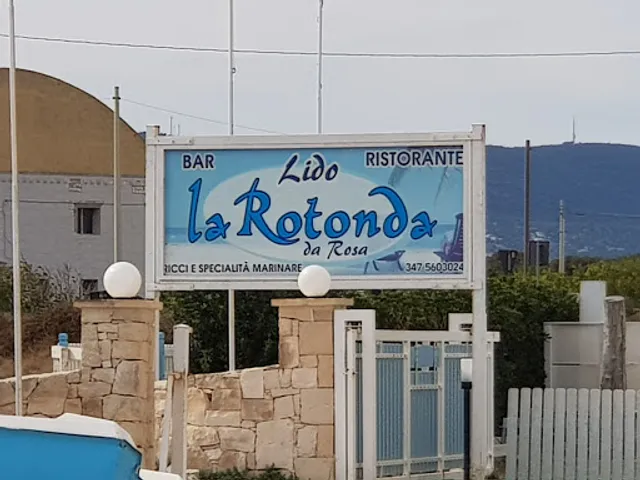 BAR
Lido
RISTORANTE
la Rotonda
da Rosa
RICCI E SPECIALITÀ MARINARE
347/5603024